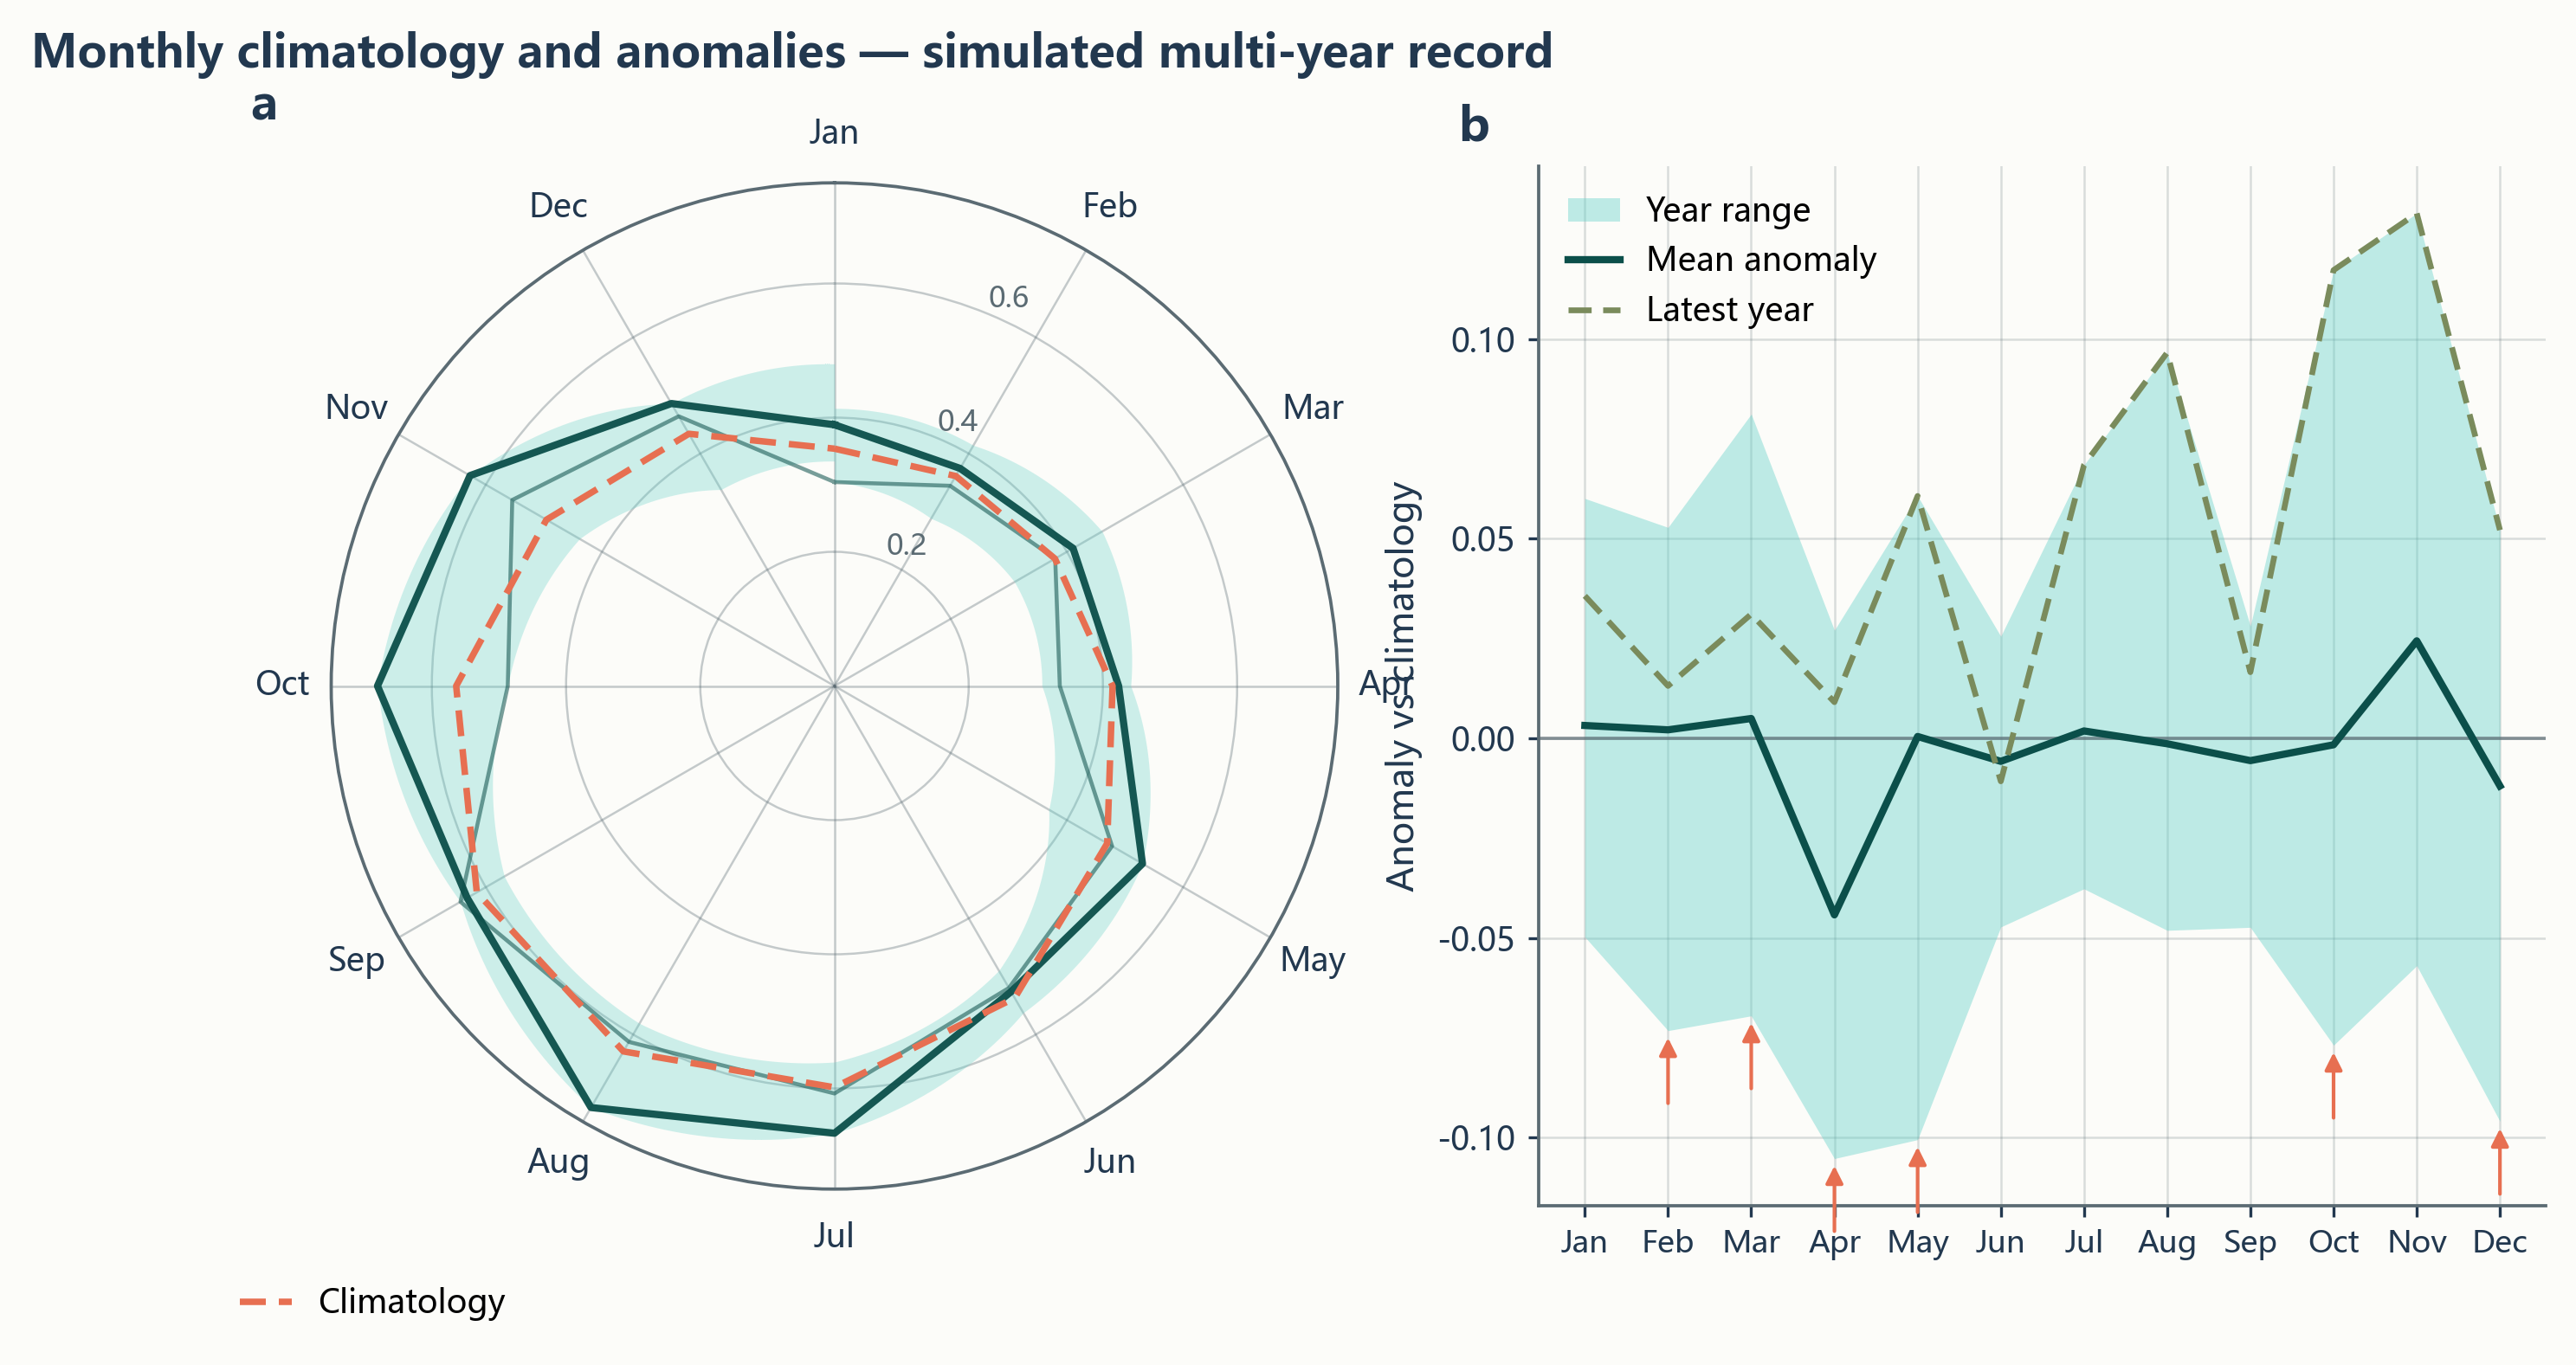 Monthly climatology and anomalies — simulated multi-year record
a
Jan
Feb
Mar
Apr
May
Jun
Jul
Aug
Sep
Oct
Nov
Dec
0.2
0.4
0.6
Climatology
b
Year range
Mean anomaly
Latest year
Anomaly vs climatology
0.10
0.05
0.00
-0.05
-0.10
Jan Feb Mar Apr May Jun Jul Aug Sep Oct Nov Dec